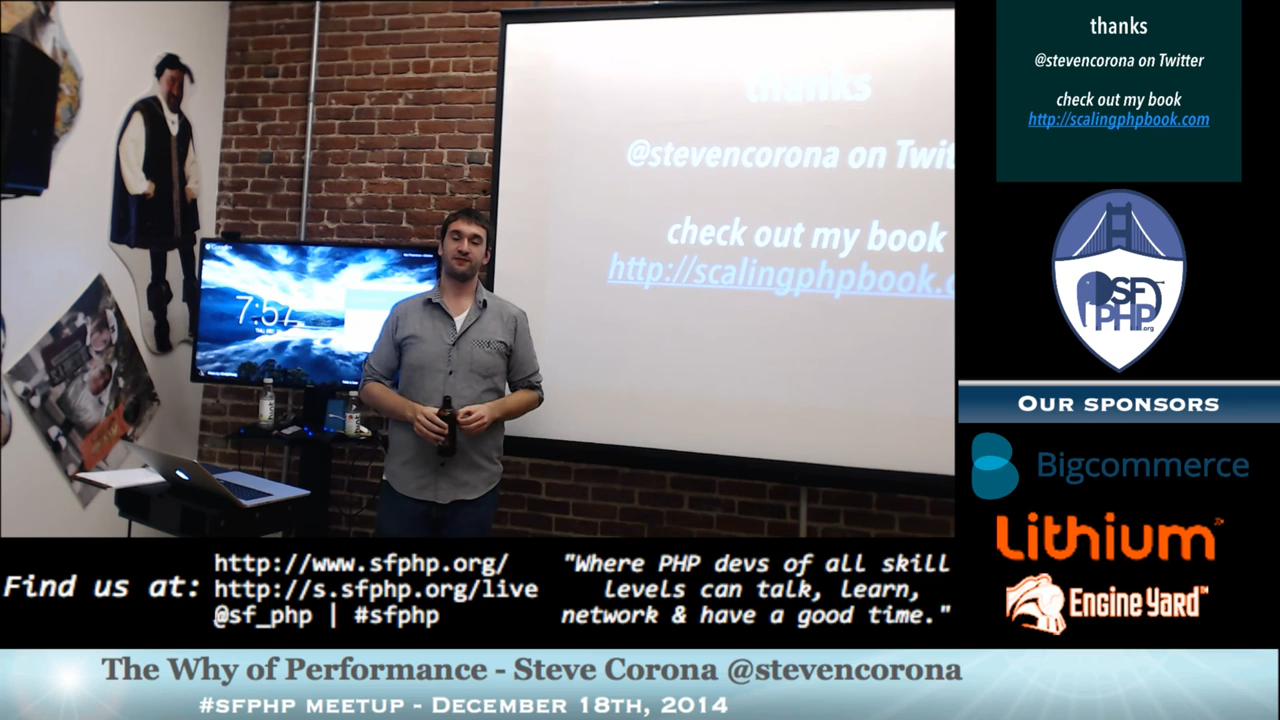 thanks
@stevencorona on Twit
check out my book
http://scalingphpbook.c
7:57
thanks
@stevencorona on Twitter
check out my book
http://scalingphpbook.com
SF
PHP
.org
OUR SPONSORS
Bigcommerce
Lithium
Engine Yard
Find us at:
http://www.sfphp.org/
http://s.sfphp.org/live
@sf_php | #sfphp
"Where PHP devs of all skill
levels can talk, learn,
network & have a good time."
The Why of Performance - Steve Corona @stevencorona
#SFPHP MEETUP - DECEMBER 18TH, 2014